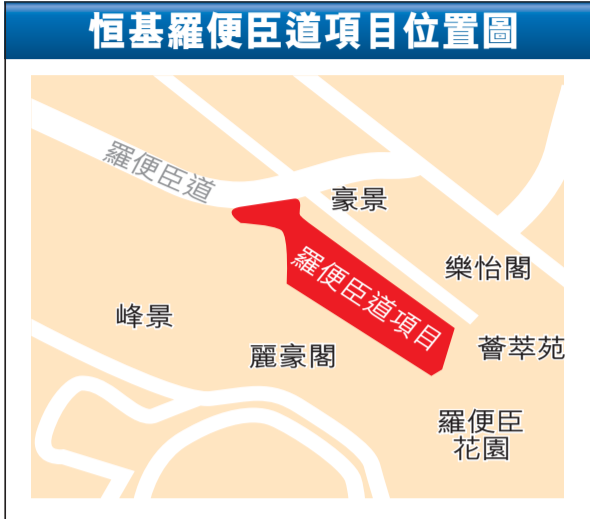 恒基羅便臣道項目位置圖
羅便臣道
豪景
羅便臣道項目
樂怡閣
峰景
麗豪閣
薈萃苑
羅便臣
花園